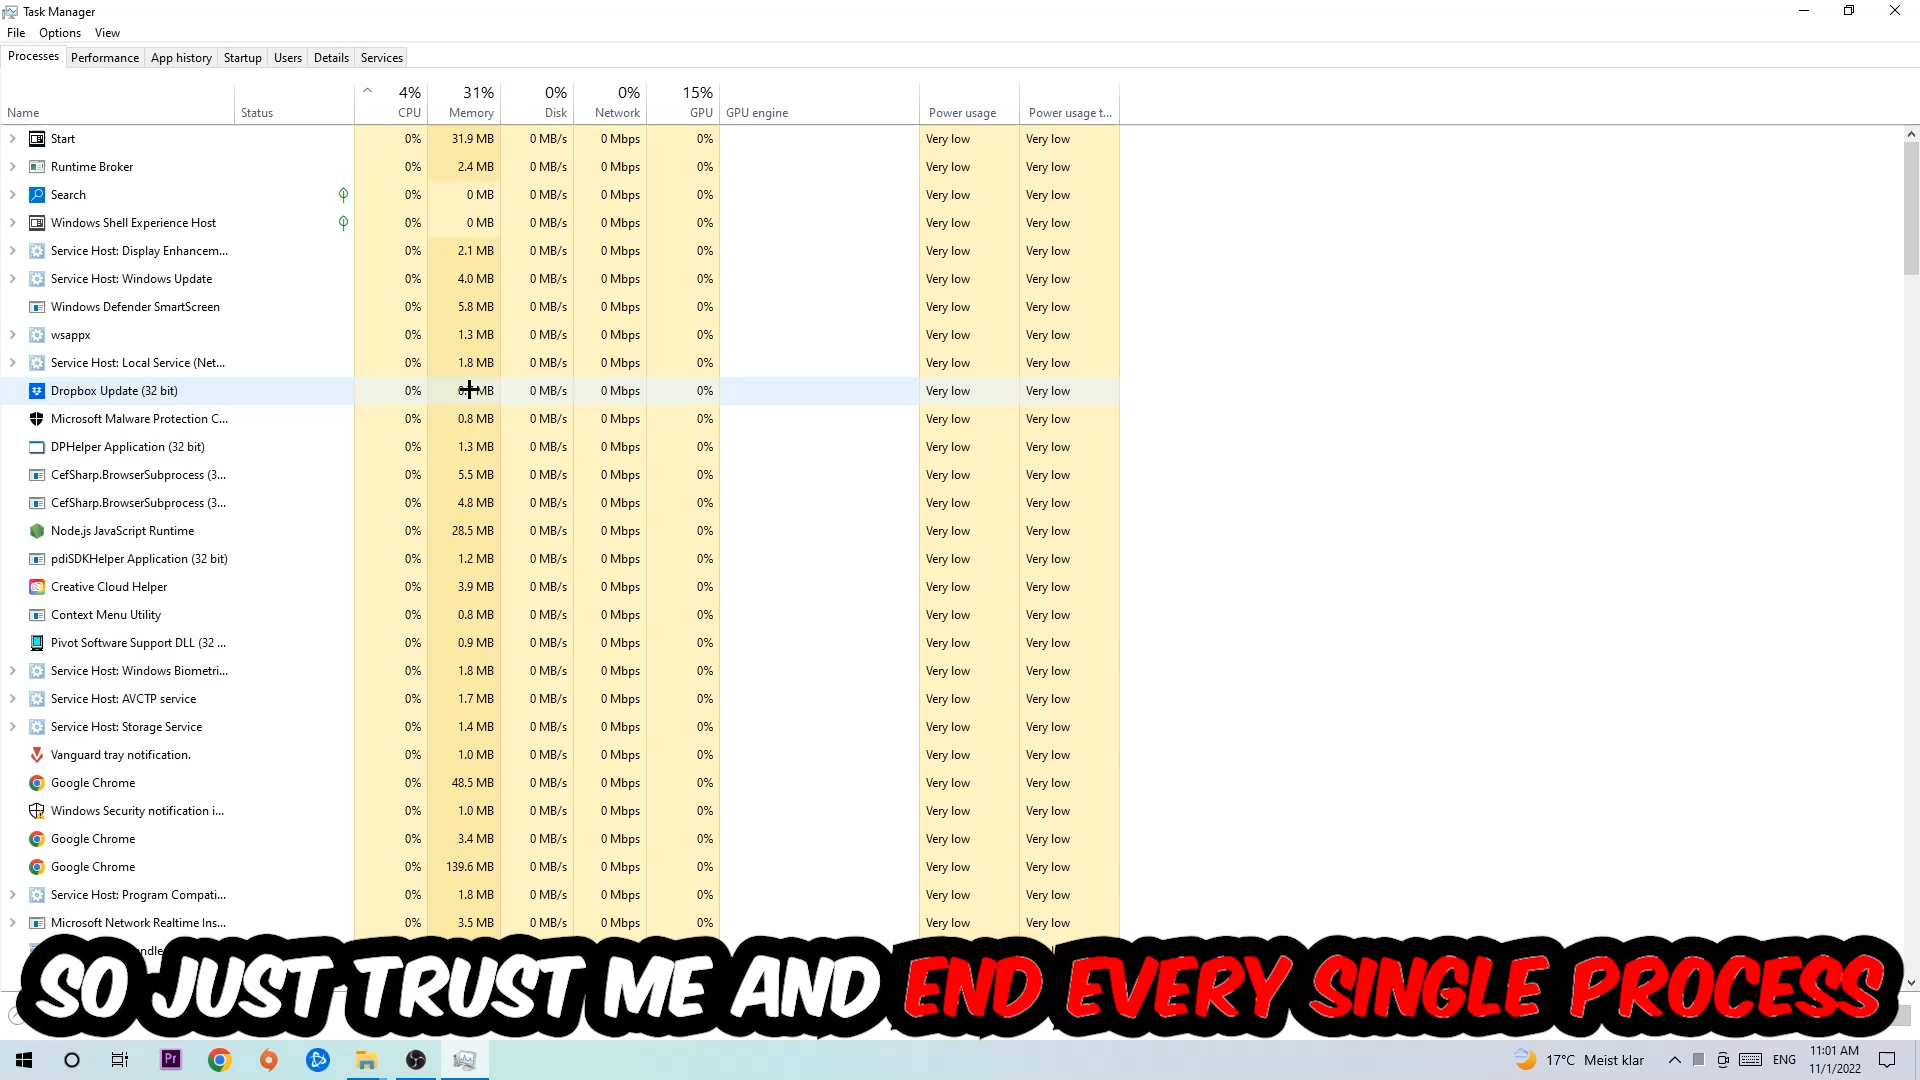 Task Manager
File Options View
Processes Performance App history Startup Users Details Services
4% 31% 0% 0% 15%
Name Status CPU Memory Disk Network GPU GPU engine Power usage Power usage t...
Start 0% 31.9 MB 0 MB/s 0 Mbps 0% Very low Very low
Runtime Broker 0% 2.4 MB 0 MB/s 0 Mbps 0% Very low Very low
Search 0% 0 MB 0 MB/s 0 Mbps 0% Very low Very low
Windows Shell Experience Host 0% 0 MB 0 MB/s 0 Mbps 0% Very low Very low
Service Host: Display Enhancem... 0% 2.1 MB 0 MB/s 0 Mbps 0% Very low Very low
Service Host: Windows Update 0% 4.0 MB 0 MB/s 0 Mbps 0% Very low Very low
Windows Defender SmartScreen 0% 5.8 MB 0 MB/s 0 Mbps 0% Very low Very low
wsappx 0% 1.3 MB 0 MB/s 0 Mbps 0% Very low Very low
Service Host: Local Service (Net... 0% 1.8 MB 0 MB/s 0 Mbps 0% Very low Very low
Dropbox Update (32 bit) 0% MB 0 MB/s 0 Mbps 0% Very low Very low
Microsoft Malware Protection C... 0% 0.8 MB 0 MB/s 0 Mbps 0% Very low Very low
DPHelper Application (32 bit) 0% 1.3 MB 0 MB/s 0 Mbps 0% Very low Very low
CefSharp.BrowserSubprocess (3... 0% 5.5 MB 0 MB/s 0 Mbps 0% Very low Very low
CefSharp.BrowserSubprocess (3... 0% 4.8 MB 0 MB/s 0 Mbps 0% Very low Very low
Node.js JavaScript Runtime 0% 28.5 MB 0 MB/s 0 Mbps 0% Very low Very low
pdiSDKHelper Application (32 bit) 0% 1.2 MB 0 MB/s 0 Mbps 0% Very low Very low
Creative Cloud Helper 0% 3.9 MB 0 MB/s 0 Mbps 0% Very low Very low
Context Menu Utility 0% 0.8 MB 0 MB/s 0 Mbps 0% Very low Very low
Pivot Software Support DLL (32 ... 0% 0.9 MB 0 MB/s 0 Mbps 0% Very low Very low
Service Host: Windows Biometri... 0% 1.8 MB 0 MB/s 0 Mbps 0% Very low Very low
Service Host: AVCTP service 0% 1.7 MB 0 MB/s 0 Mbps 0% Very low Very low
Service Host: Storage Service 0% 1.4 MB 0 MB/s 0 Mbps 0% Very low Very low
Vanguard tray notification. 0% 1.0 MB 0 MB/s 0 Mbps 0% Very low Very low
Google Chrome 0% 48.5 MB 0 MB/s 0 Mbps 0% Very low Very low
Windows Security notification i... 0% 1.0 MB 0 MB/s 0 Mbps 0% Very low Very low
Google Chrome 0% 3.4 MB 0 MB/s 0 Mbps 0% Very low Very low
Google Chrome 0% 139.6 MB 0 MB/s 0 Mbps 0% Very low Very low
Service Host: Program Compati... 0% 1.8 MB 0 MB/s 0 Mbps 0% Very low Very low
Microsoft Network Realtime Ins... 0% 3.5 MB 0 MB/s 0 Mbps 0% Very low Very low
SO JUST TRUST ME AND END EVERY SINGLE PROCESS
Pr 17°C Meist klar ENG 11:01 AM
11/1/2022